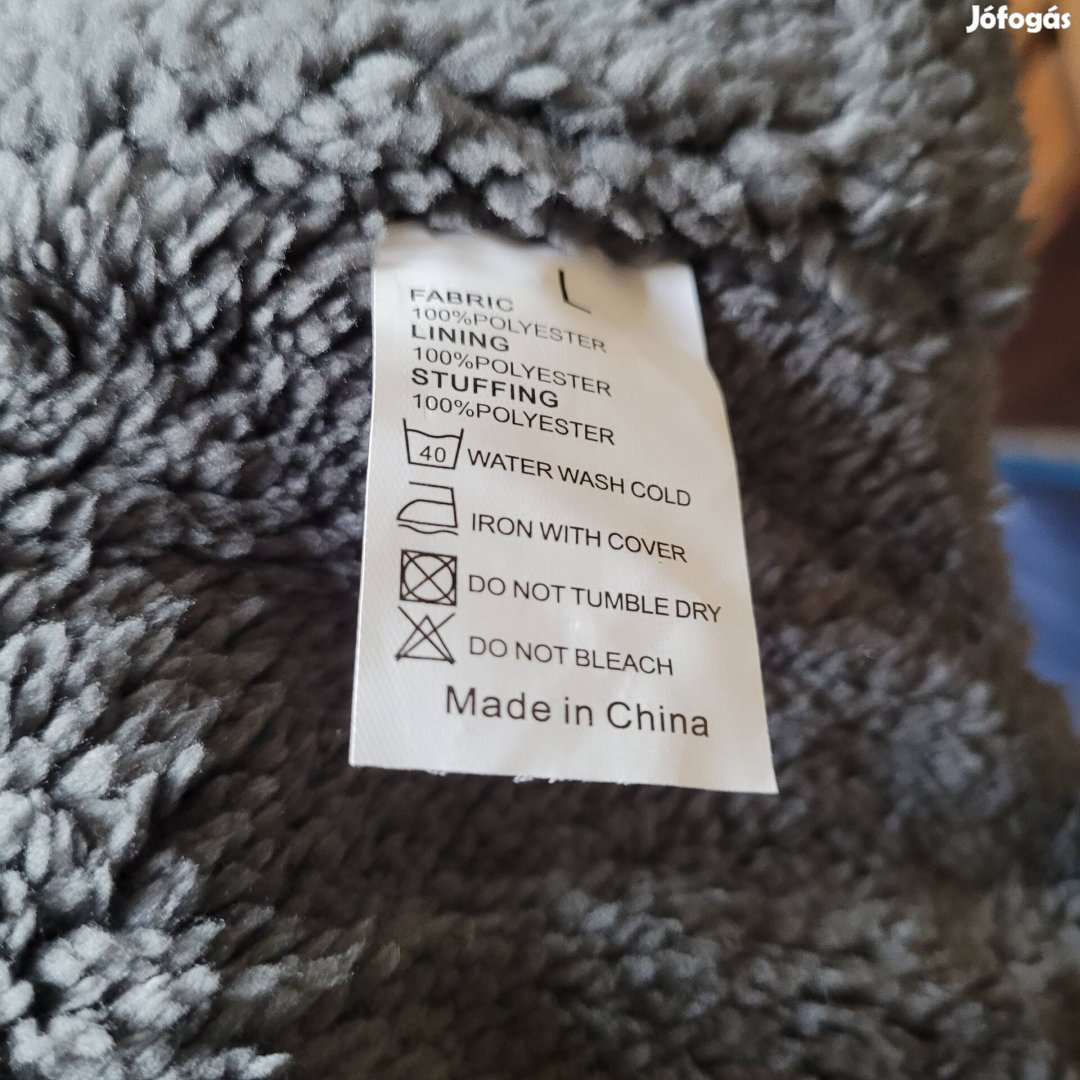 Jófogás
L
FABRIC
100%POLYESTER
LINING
100%POLYESTER
STUFFING
100%POLYESTER
40 WATER WASH COLD
IRON WITH COVER
DO NOT TUMBLE DRY
DO NOT BLEACH
Made in China